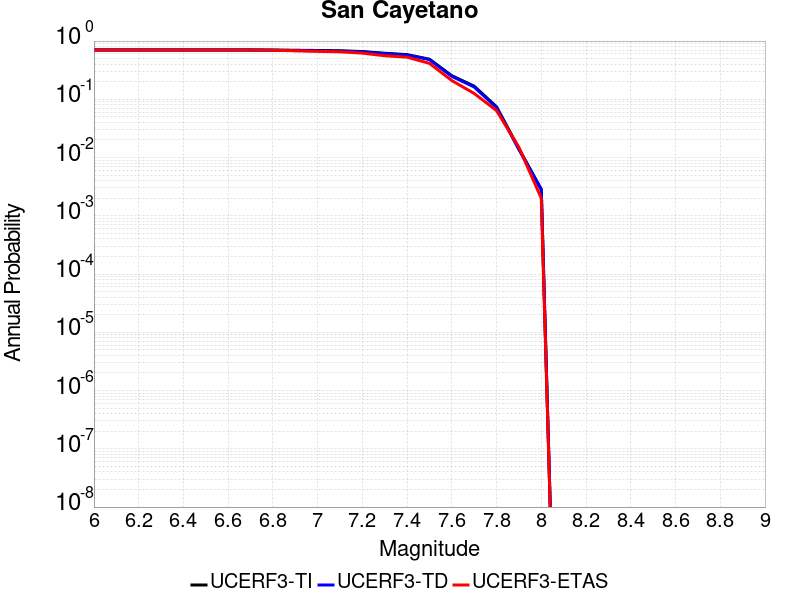 San Cayetano
10^0
10^-1
10^-2
10^-3
10^-4
10^-5
10^-6
10^-7
10^-8
Annual Probability
6 6.2 6.4 6.6 6.8 7 7.2 7.4 7.6 7.8 8 8.2 8.4 8.6 8.8 9
Magnitude
UCERF3-TI UCERF3-TD UCERF3-ETAS